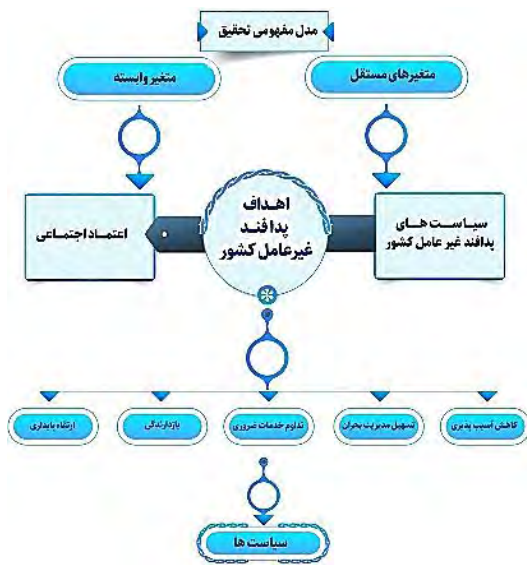 مدل مفهومی تحقیق
متغیرهای مستقل
متغیر وابسته
سیاست های
پدافند غیر عامل کشور
اهداف
پدافند
غیرعامل کشور
اعتماد اجتماعی
کاهش آسیب پذیری
تسهیل مدیریت بحران
تداوم خدمات ضروری
بازدارندگی
ارتقاء پایداری
سیاست ها